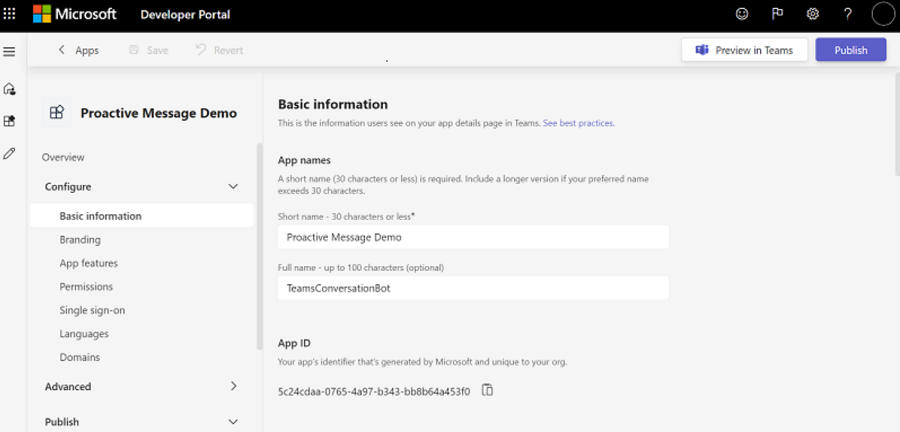 Microsoft Developer Portal
Apps Save Revert Preview in Teams Publish
Proactive Message Demo
Overview
Configure
Basic information
Branding
App features
Permissions
Single sign-on
Languages
Domains
Advanced
Publish
Basic information
This is the information users see on your app details page in Teams. See best practices.
App names
A short name (30 characters or less) is required. Include a longer version if your preferred name
exceeds 30 characters.
Short name - 30 characters or less*
Proactive Message Demo
Full name - up to 100 characters (optional)
TeamsConversationBot
App ID
Your app's identifier that's generated by Microsoft and unique to your org.
5c24cdaa-0765-4a97-b343-bb8b64a453f0